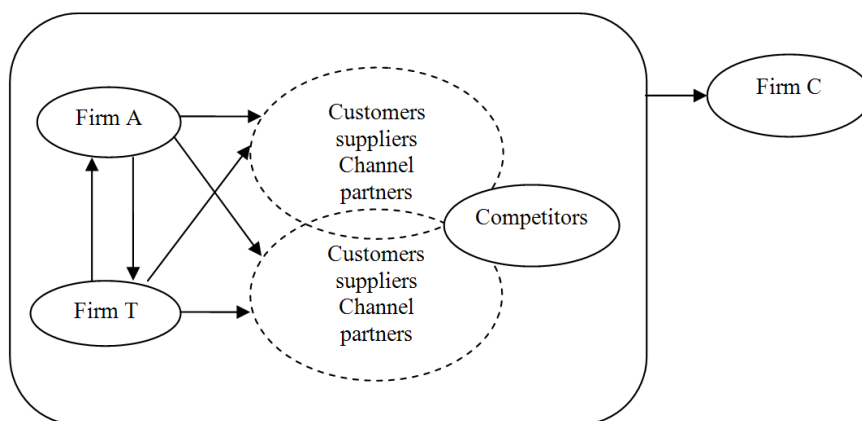 Firm A
Customers
suppliers
Channel
partners
Firm C
Competitors
Firm T
Customers
suppliers
Channel
partners